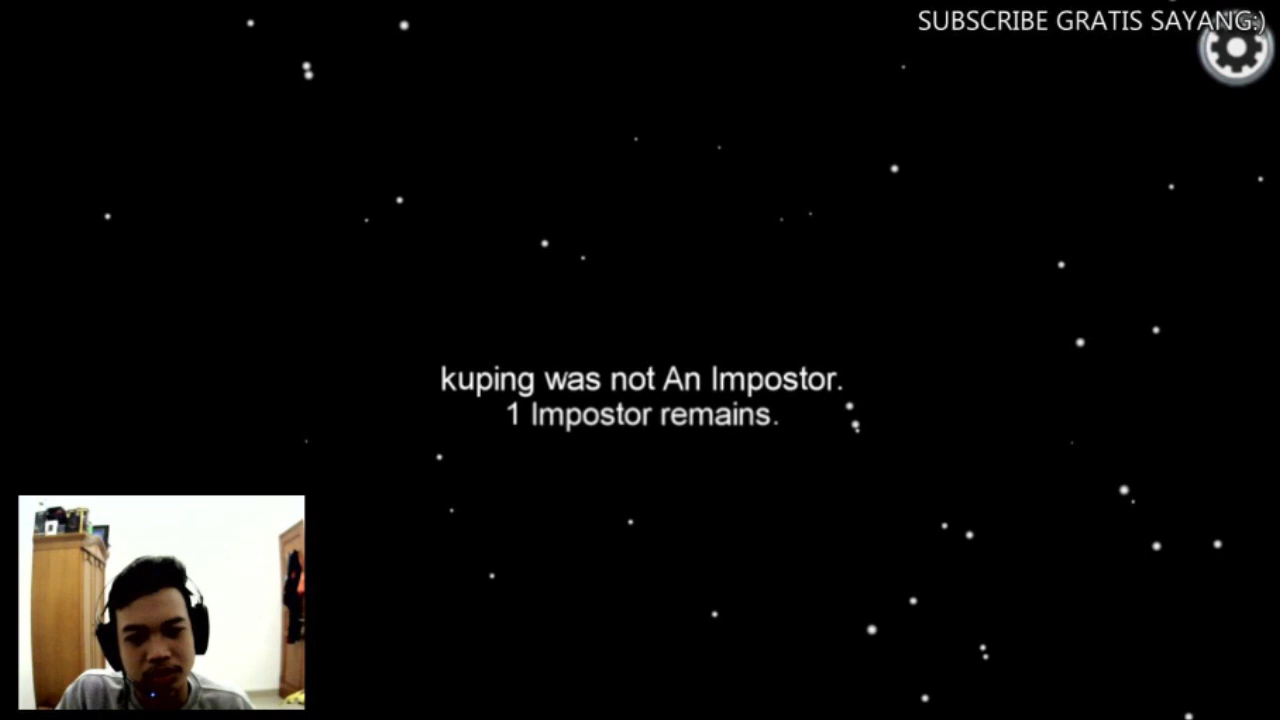 SUBSCRIBE GRATIS SAYANG:)
kuping was not An Impostor.
1 Impostor remains.